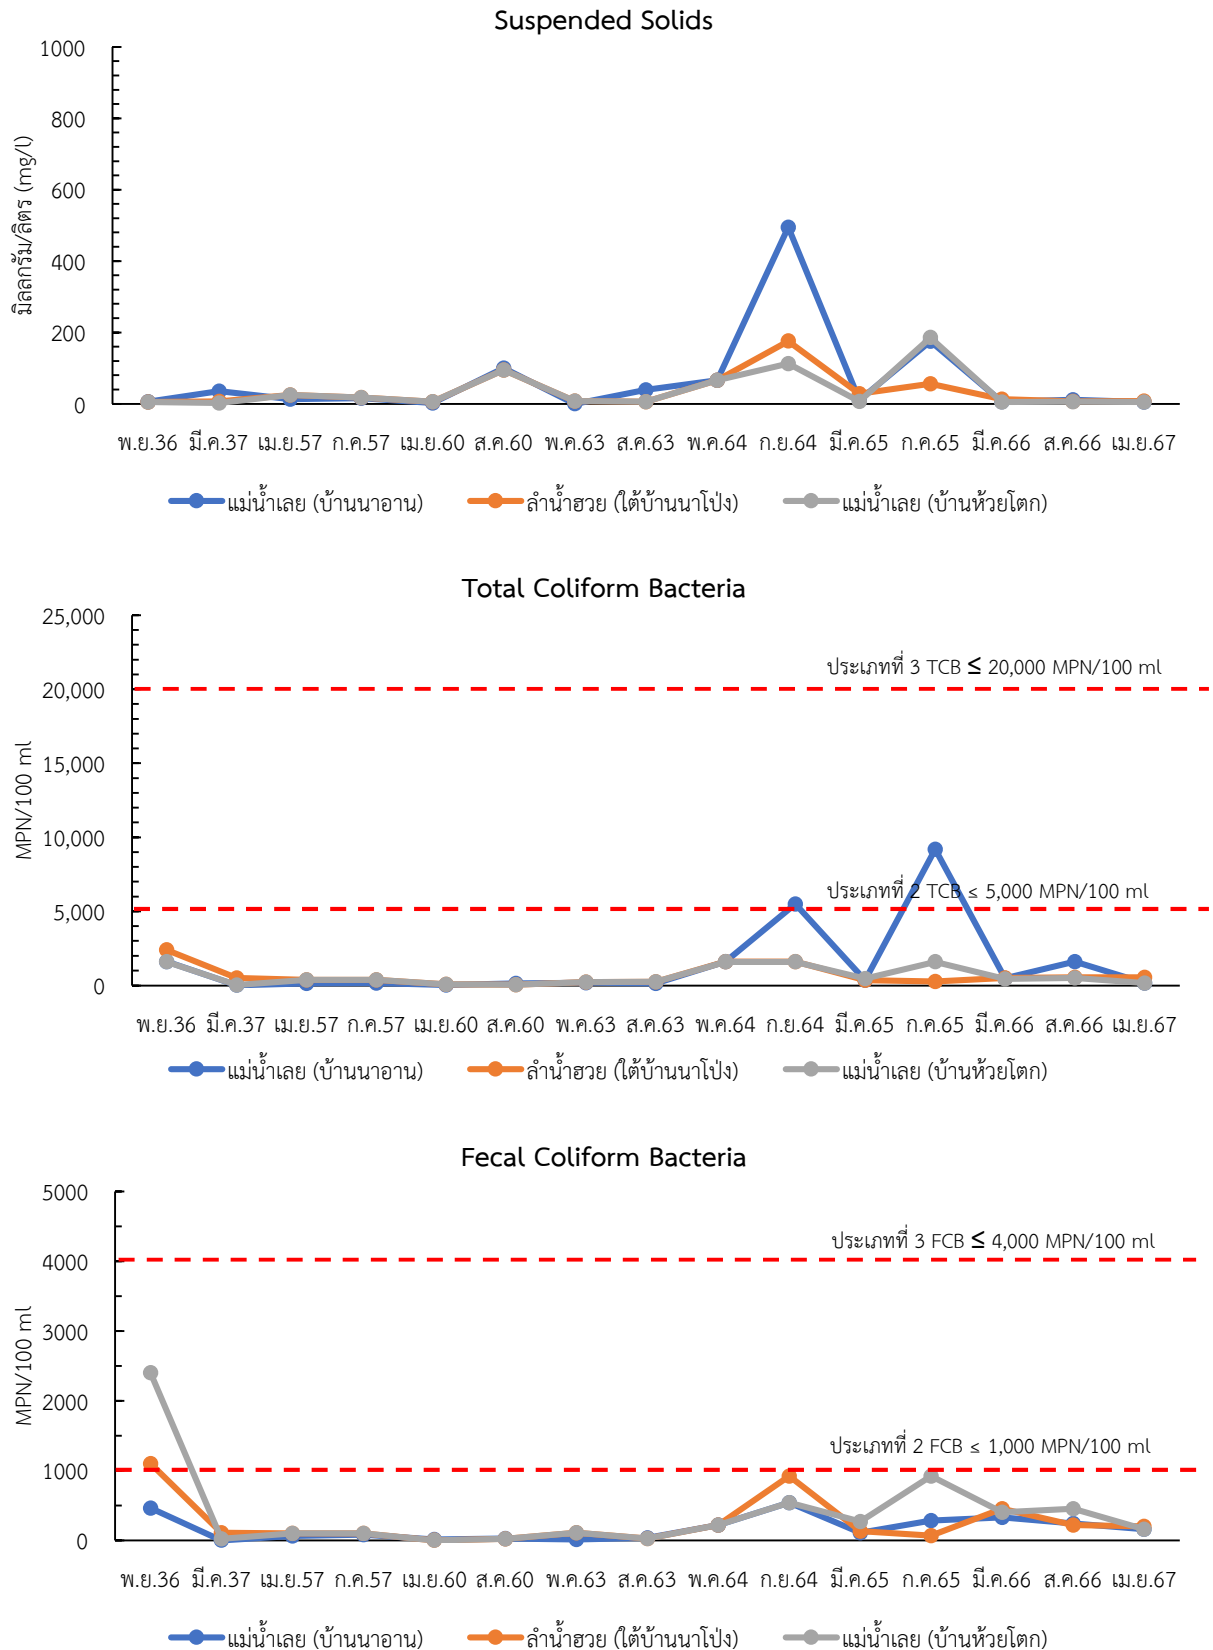 Suspended Solids
มิลลกรัม/ลิตร (mg/l)
1000
800
600
400
200
0
พ.ย.36 มี.ค.37 เม.ย.57 ก.ค.57 เม.ย.60 ส.ค.60 พ.ค.63 ส.ค.63 พ.ค.64 ก.ย.64 มี.ค.65 ก.ค.65 มี.ค.66 ส.ค.66 เม.ย.67
แม่น้ำเลย (บ้านนาอาน) ลำน้ำฮวย (ใต้บ้านนาโป่ง) แม่น้ำเลย (บ้านห้วยโตก)
Total Coliform Bacteria
MPN/100 ml
25,000
ประเภทที่ 3 TCB ≤ 20,000 MPN/100 ml
20,000
15,000
10,000
ประเภทที่ 2 TCB ≤ 5,000 MPN/100 ml
5,000
0
พ.ย.36 มี.ค.37 เม.ย.57 ก.ค.57 เม.ย.60 ส.ค.60 พ.ค.63 ส.ค.63 พ.ค.64 ก.ย.64 มี.ค.65 ก.ค.65 มี.ค.66 ส.ค.66 เม.ย.67
แม่น้ำเลย (บ้านนาอาน) ลำน้ำฮวย (ใต้บ้านนาโป่ง) แม่น้ำเลย (บ้านห้วยโตก)
Fecal Coliform Bacteria
MPN/100 ml
5000
ประเภทที่ 3 FCB ≤ 4,000 MPN/100 ml
4000
3000
2000
ประเภทที่ 2 FCB ≤ 1,000 MPN/100 ml
1000
0
พ.ย.36 มี.ค.37 เม.ย.57 ก.ค.57 เม.ย.60 ส.ค.60 พ.ค.63 ส.ค.63 พ.ค.64 ก.ย.64 มี.ค.65 ก.ค.65 มี.ค.66 ส.ค.66 เม.ย.67
แม่น้ำเลย (บ้านนาอาน) ลำน้ำฮวย (ใต้บ้านนาโป่ง) แม่น้ำเลย (บ้านห้วยโตก)